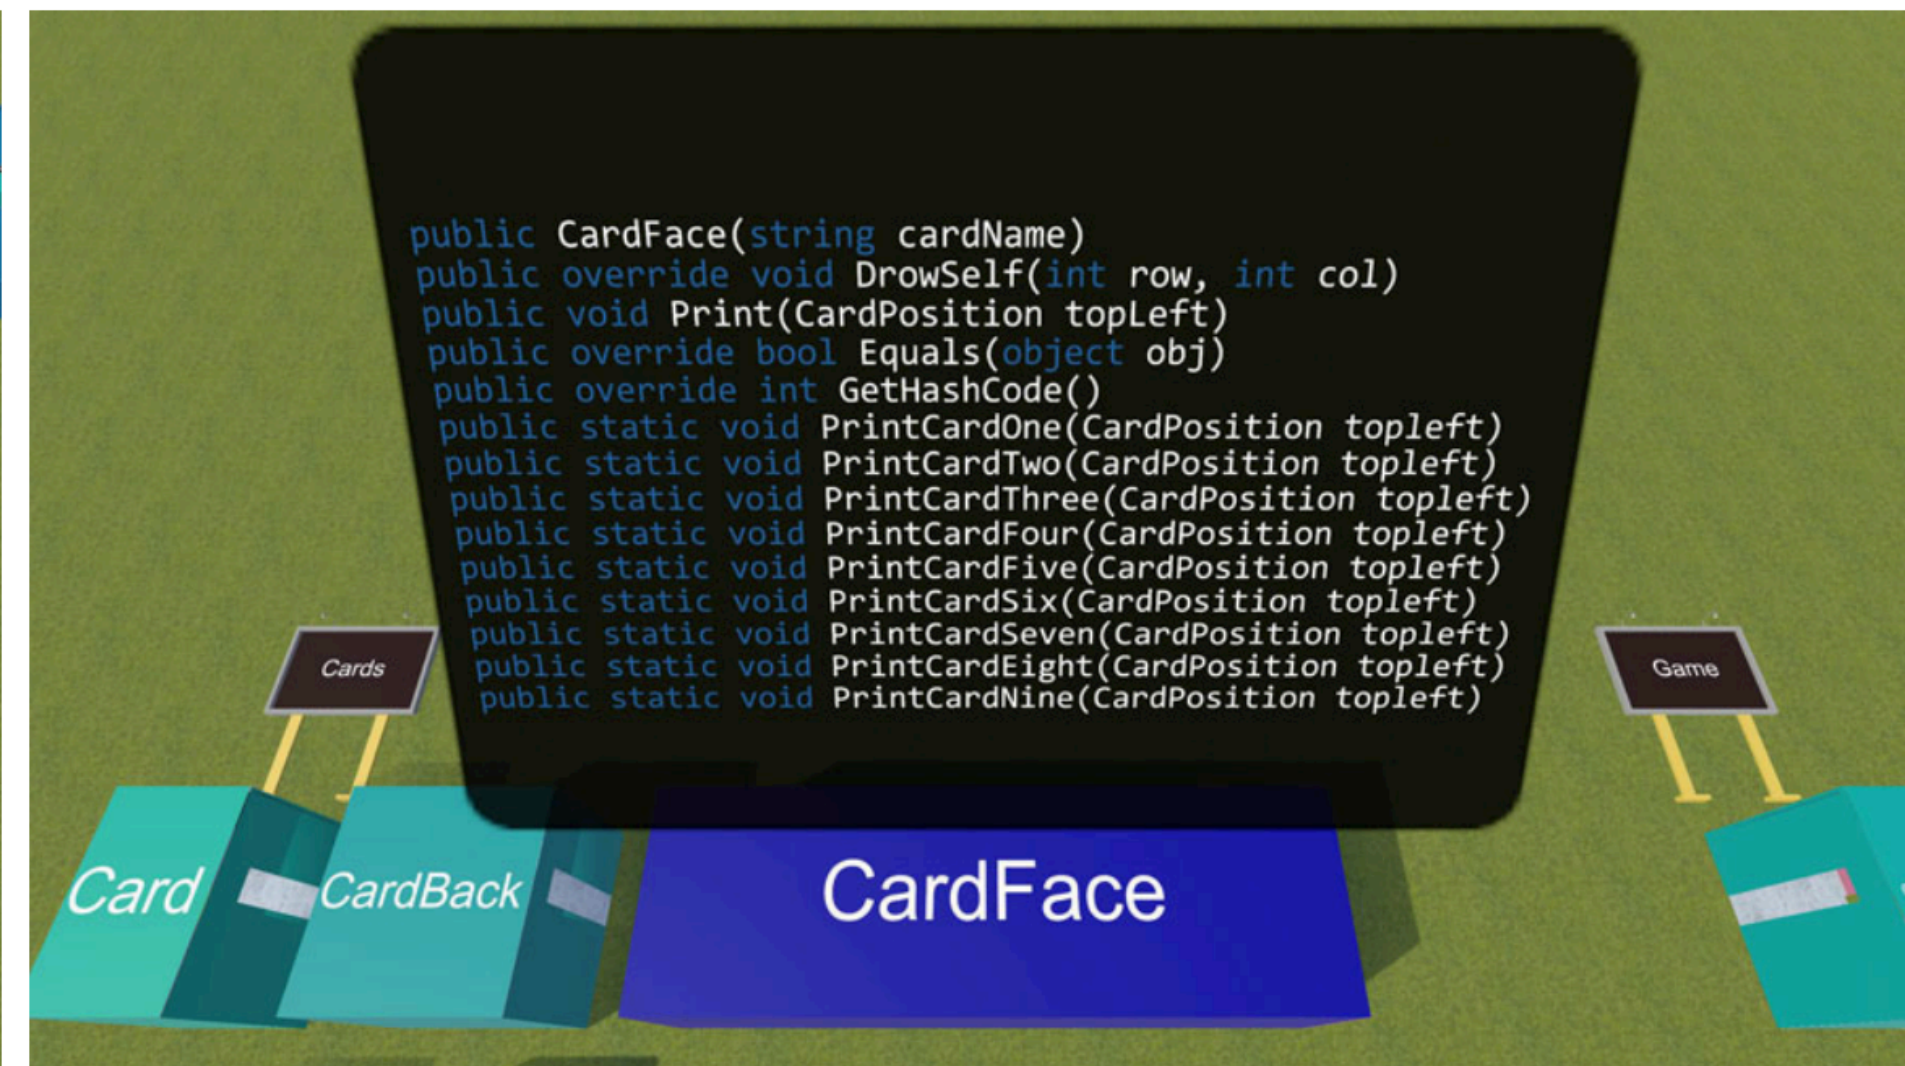 public CardFace(string cardName)
public override void DrowSelf(int row, int col)
public void Print(CardPosition topLeft)
public override bool Equals(object obj)
public override int GetHashCode()
public static void PrintCardOne(CardPosition topleft)
public static void PrintCardTwo(CardPosition topleft)
public static void PrintCardThree(CardPosition topleft)
public static void PrintCardFour(CardPosition topleft)
public static void PrintCardFive(CardPosition topleft)
public static void PrintCardSix(CardPosition topleft)
public static void PrintCardSeven(CardPosition topleft)
public static void PrintCardEight(CardPosition topleft)
public static void PrintCardNine(CardPosition topleft)
Cards
Game
Card
CardBack
CardFace